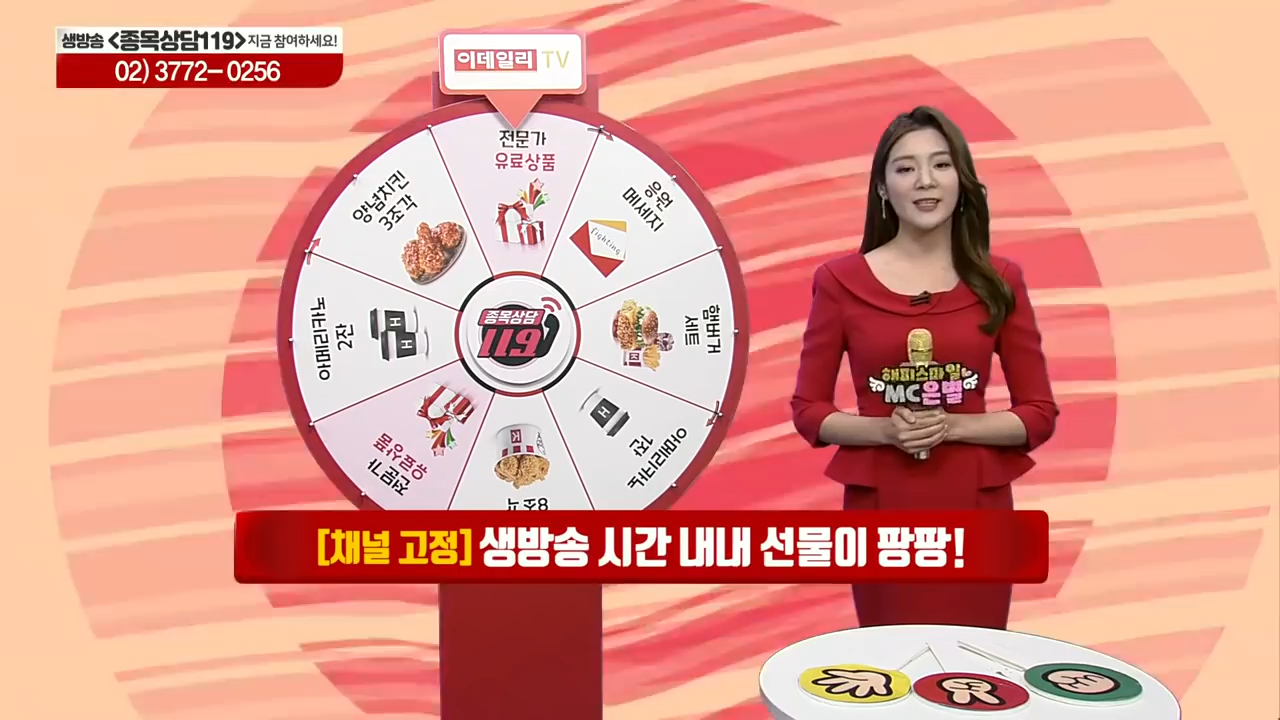 생방송 <종목상담119> 지금 참여하세요!
02) 3772-0256
이데일리 TV
전문가
유료상품
응원
메세지
fighting
햄버거
세트
아메리카노
1잔
H
K
전문가
유료상품
아메리카노
2잔
H
H
양념치킨
3조각
종목상담
119
해피스마일
MC은별
[채널 고정] 생방송 시간 내내 선물이 팡팡!